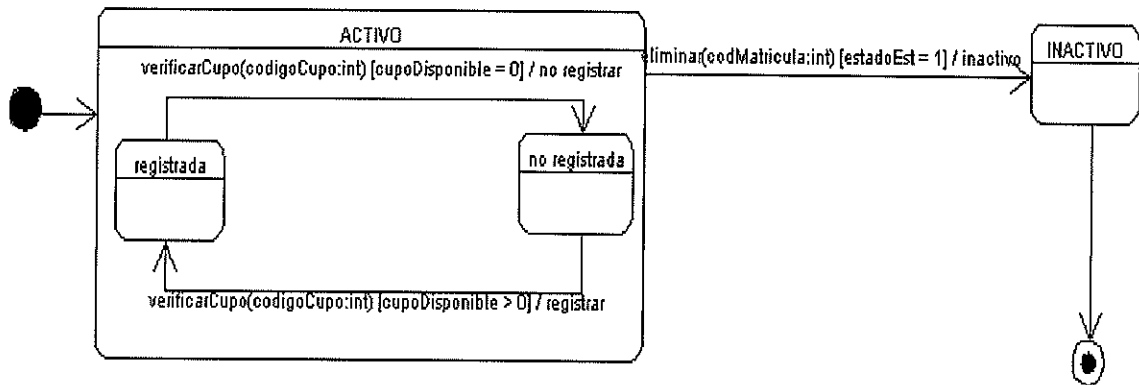 ACTIVO
verificarCupo(codigoCupo:int) [cupoDisponible = 0] / no registrar
liminar(codMatricula:int) [estadoEst = 1] / inactivo
INACTIVO
registrada
no registrada
verificarCupo(codigoCupo:int) [cupoDisponible > 0] / registrar